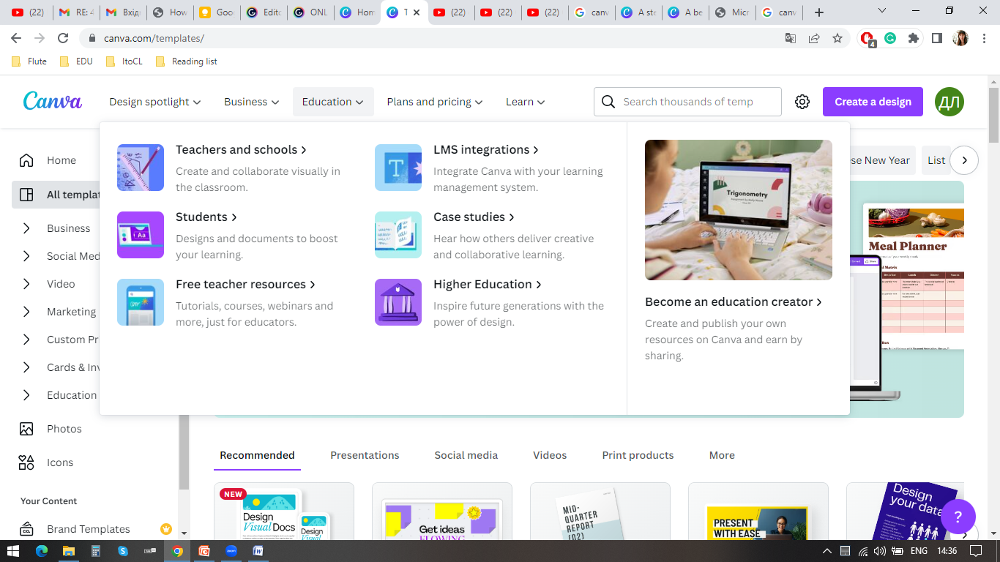 (22)
RE: 4
Вхідн
How
Goo
Edito
ONL
Hom
T
(22)
(22)
(22)
canv
A ste
A be
Micr
canv
canva.com/templates/
4
Flute
EDU
ItoCL
Reading list
Canva
Design spotlight
Business
Education
Plans and pricing
Learn
Search thousands of temp
Create a design
ДЛ
Home
All templat
Business
Social Med
Video
Marketing
Custom Pr
Cards & Inv
Education
Photos
Icons
Your Content
Brand Templates
Teachers and schools
Create and collaborate visually in
the classroom.
Students
Designs and documents to boost
your learning.
Free teacher resources
Tutorials, courses, webinars and
more, just for educators.
LMS integrations
Integrate Canva with your learning
management system.
Case studies
Hear how others deliver creative
and collaborative learning.
Higher Education
Inspire future generations with the
power of design.
Trigonometry
Become an education creator
Create and publish your own
resources on Canva and earn by
sharing.
ese New Year
List
Meal Planner
Recommended
Presentations
Social media
Videos
Print products
More
NEW
Design
Visual Docs
Design
Get ideas
FLOWING
MID-
QUARTER
REPORT
(Q2)
PRESENT
WITH EASE
Design
your data
?
ENG
14:36